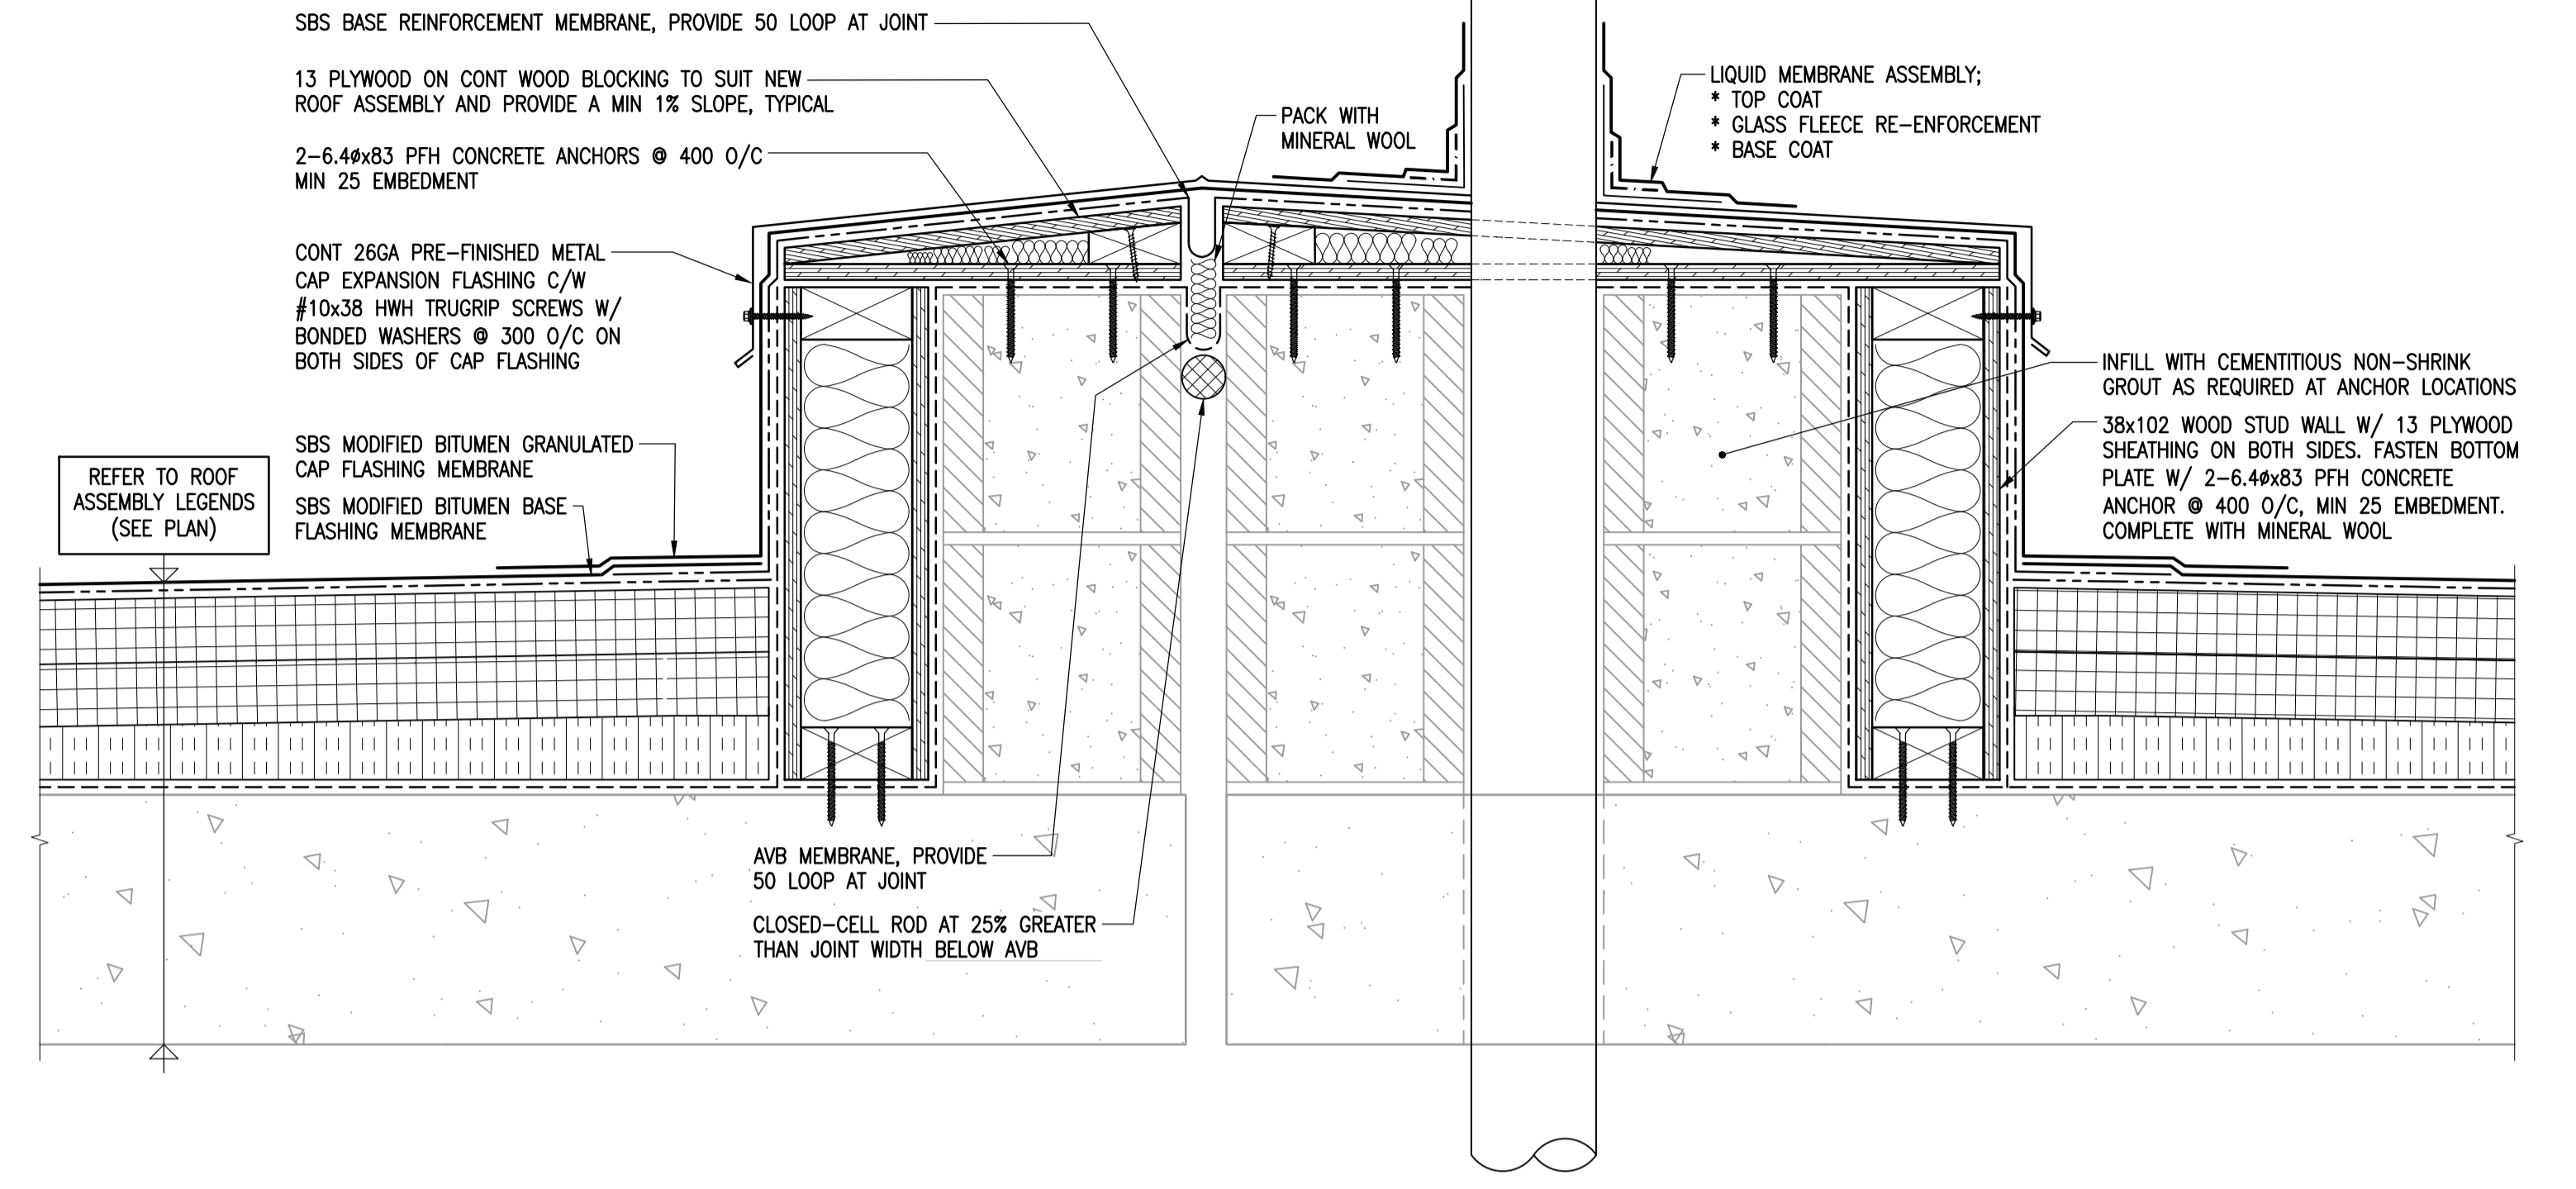 SBS BASE REINFORCEMENT MEMBRANE, PROVIDE 50 LOOP AT JOINT
13 PLYWOOD ON CONT WOOD BLOCKING TO SUIT NEW
ROOF ASSEMBLY AND PROVIDE A MIN 1% SLOPE, TYPICAL
2-6.4øx83 PFH CONCRETE ANCHORS @ 400 O/C
MIN 25 EMBEDMENT
CONT 26GA PRE-FINISHED METAL
CAP EXPANSION FLASHING C/W
#10x38 HWH TRUGRIP SCREWS W/
BONDED WASHERS @ 300 O/C ON
BOTH SIDES OF CAP FLASHING
SBS MODIFIED BITUMEN GRANULATED
CAP FLASHING MEMBRANE
SBS MODIFIED BITUMEN BASE
FLASHING MEMBRANE
REFER TO ROOF
ASSEMBLY LEGENDS
(SEE PLAN)
PACK WITH
MINERAL WOOL
LIQUID MEMBRANE ASSEMBLY;
* TOP COAT
* GLASS FLEECE RE-ENFORCEMENT
* BASE COAT
INFILL WITH CEMENTITIOUS NON-SHRINK
GROUT AS REQUIRED AT ANCHOR LOCATIONS
38x102 WOOD STUD WALL W/ 13 PLYWOOD
SHEATHING ON BOTH SIDES. FASTEN BOTTOM
PLATE W/ 2-6.4øx83 PFH CONCRETE
ANCHOR @ 400 O/C, MIN 25 EMBEDMENT.
COMPLETE WITH MINERAL WOOL
AVB MEMBRANE, PROVIDE
50 LOOP AT JOINT
CLOSED-CELL ROD AT 25% GREATER
THAN JOINT WIDTH BELOW AVB